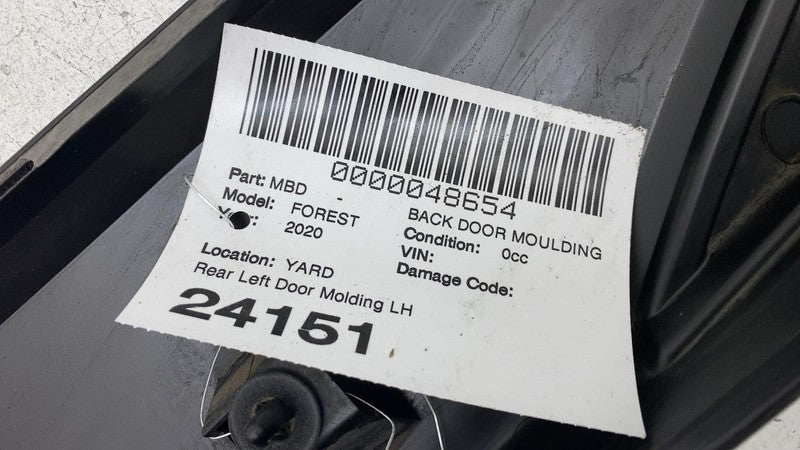 0000048654
Part: MBD - BACK DOOR MOULDING
Model: FOREST Condition: 0cc
2020 VIN:
Location: YARD Damage Code:
Rear Left Door Molding LH
24151